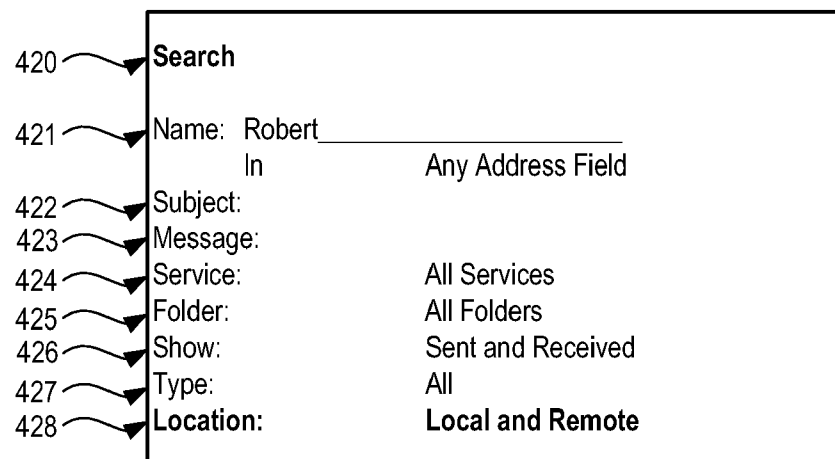 420 Search
421 Name: Robert______________________
In Any Address Field
422 Subject:
423 Message:
424 Service: All Services
425 Folder: All Folders
426 Show: Sent and Received
427 Type: All
428 Location: Local and Remote